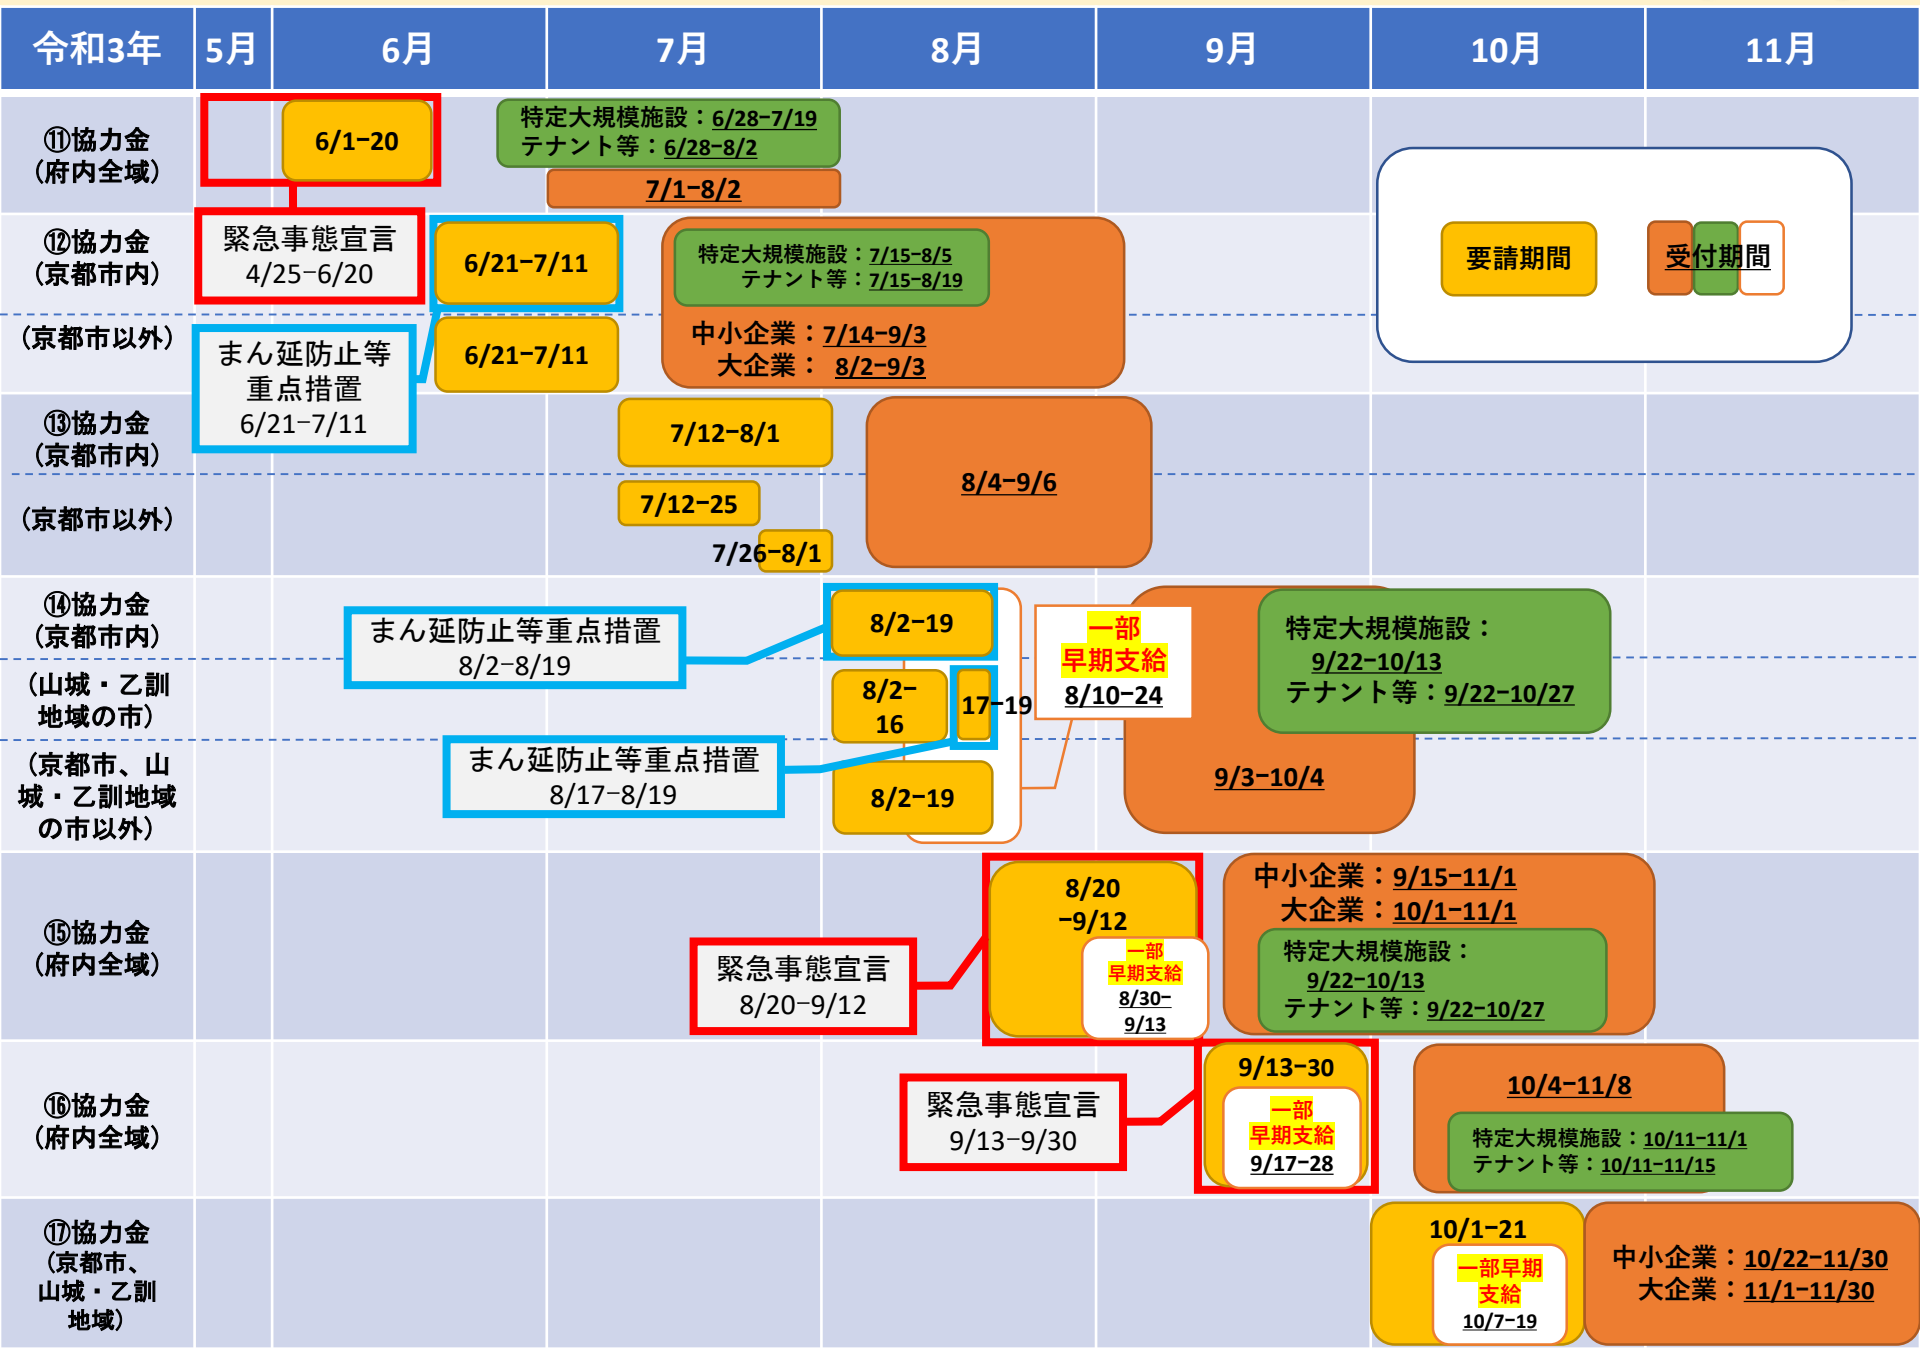 令和3年
5月
6月
7月
8月
9月
10月
11月
⑪協力金
(府内全域)
6/1−20
特定大規模施設：6/28−7/19
テナント等：6/28−8/2
7/1−8/2
緊急事態宣言
4/25−6/20
要請期間
受付期間
⑫協力金
(京都市内)
6/21−7/11
特定大規模施設：7/15−8/5
テナント等：7/15−8/19
(京都市以外)
6/21−7/11
中小企業：7/14−9/3
大企業： 8/2−9/3
まん延防止等
重点措置
6/21−7/11
⑬協力金
(京都市内)
7/12−8/1
8/4−9/6
(京都市以外)
7/12−25
7/26−8/1
⑭協力金
(京都市内)
まん延防止等重点措置
8/2−8/19
8/2−19
一部
早期支給
8/10−24
特定大規模施設：
9/22−10/13
テナント等：9/22−10/27
(山城・乙訓
地域の市)
8/2−
16
17−19
まん延防止等重点措置
8/17−8/19
(京都市、山
城・乙訓地域
の市以外)
8/2−19
9/3−10/4
⑮協力金
(府内全域)
緊急事態宣言
8/20−9/12
8/20
−9/12
一部
早期支給
8/30−
9/13
中小企業：9/15−11/1
大企業：10/1−11/1
特定大規模施設：
9/22−10/13
テナント等：9/22−10/27
⑯協力金
(府内全域)
緊急事態宣言
9/13−9/30
9/13−30
一部
早期支給
9/17−28
10/4−11/8
特定大規模施設：10/11−11/1
テナント等：10/11−11/15
⑰協力金
(京都市、
山城・乙訓
地域)
10/1−21
一部早期
支給
10/7−19
中小企業：10/22−11/30
大企業：11/1−11/30